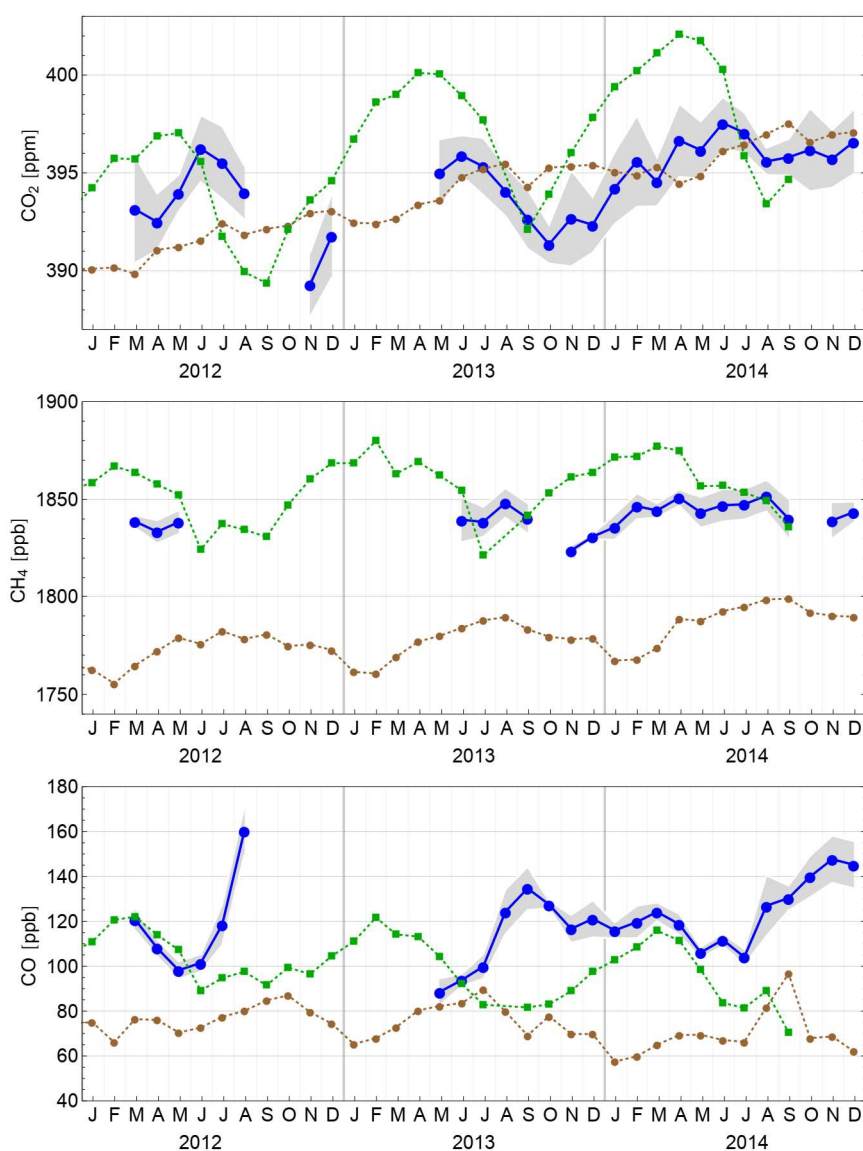 CO2 [ppm]
400
395
390
J F M A M J J A S O N D J F M A M J J A S O N D J F M A M J J A S O N D
2012 2013 2014
CH4 [ppb]
1900
1850
1800
1750
J F M A M J J A S O N D J F M A M J J A S O N D J F M A M J J A S O N D
2012 2013 2014
CO [ppb]
180
160
140
120
100
80
60
40
J F M A M J J A S O N D J F M A M J J A S O N D J F M A M J J A S O N D
2012 2013 2014